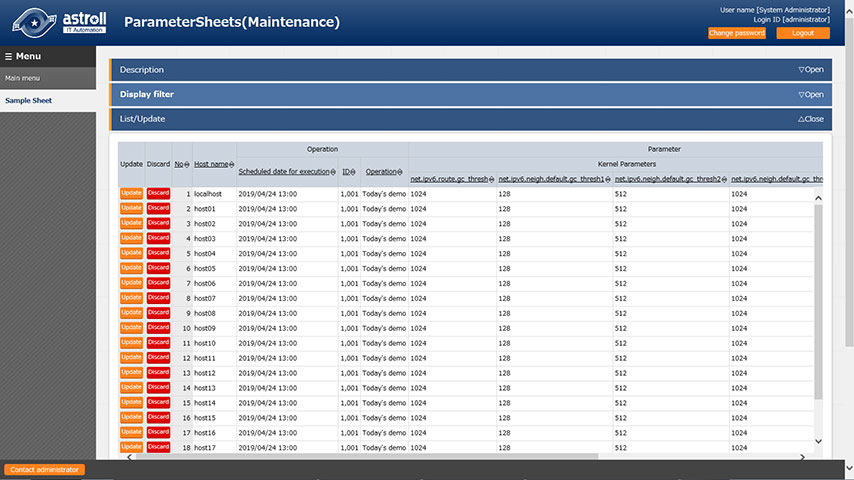 astroll
IT Automation
ParameterSheets(Maintenance)
User name [System Administrator]
Login ID [administrator]
Change password
Logout
☰ Menu
Main menu
Sample Sheet
Description ▽Open
Display filter ▽Open
List/Update △Close
Operation Parameter
Update Discard No Host name Kernel Parameters
Scheduled date for execution ID Operation
net.ipv6.route.gc_thresh net.ipv6.neigh.default.gc_thresh1 net.ipv6.neigh.default.gc_thresh2 net.ipv6.neigh.default.gc_thr
Update Discard 1 localhost 2019/04/24 13:00 1,001 Today's demo 1024 128 512 1024
Update Discard 2 host01 2019/04/24 13:00 1,001 Today's demo 1024 128 512 1024
Update Discard 3 host02 2019/04/24 13:00 1,001 Today's demo 1024 128 512 1024
Update Discard 4 host03 2019/04/24 13:00 1,001 Today's demo 1024 128 512 1024
Update Discard 5 host04 2019/04/24 13:00 1,001 Today's demo 1024 128 512 1024
Update Discard 6 host05 2019/04/24 13:00 1,001 Today's demo 1024 128 512 1024
Update Discard 7 host06 2019/04/24 13:00 1,001 Today's demo 1024 128 512 1024
Update Discard 8 host07 2019/04/24 13:00 1,001 Today's demo 1024 128 512 1024
Update Discard 9 host08 2019/04/24 13:00 1,001 Today's demo 1024 128 512 1024
Update Discard 10 host09 2019/04/24 13:00 1,001 Today's demo 1024 128 512 1024
Update Discard 11 host10 2019/04/24 13:00 1,001 Today's demo 1024 128 512 1024
Update Discard 12 host11 2019/04/24 13:00 1,001 Today's demo 1024 128 512 1024
Update Discard 13 host12 2019/04/24 13:00 1,001 Today's demo 1024 128 512 1024
Update Discard 14 host13 2019/04/24 13:00 1,001 Today's demo 1024 128 512 1024
Update Discard 15 host14 2019/04/24 13:00 1,001 Today's demo 1024 128 512 1024
Update Discard 16 host15 2019/04/24 13:00 1,001 Today's demo 1024 128 512 1024
Update Discard 17 host16 2019/04/24 13:00 1,001 Today's demo 1024 128 512 1024
Update Discard 18 host17 2019/04/24 13:00 1,001 Today's demo 1024 128 512 1024
Contact administrator